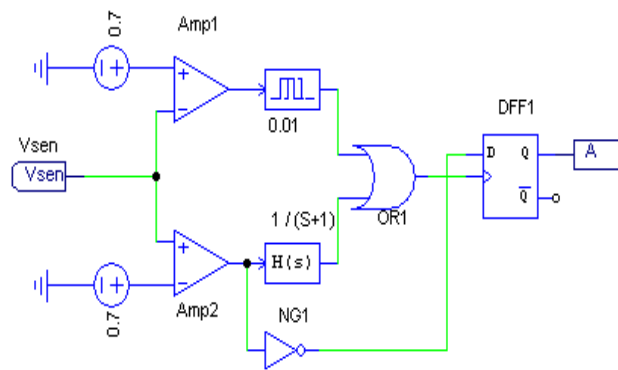 0.7
Amp1
0.01
DFF1
D Q
Q
A
Vsen
Vsen
OR1
1 / (S+1)
H(s)
0.7
Amp2
NG1